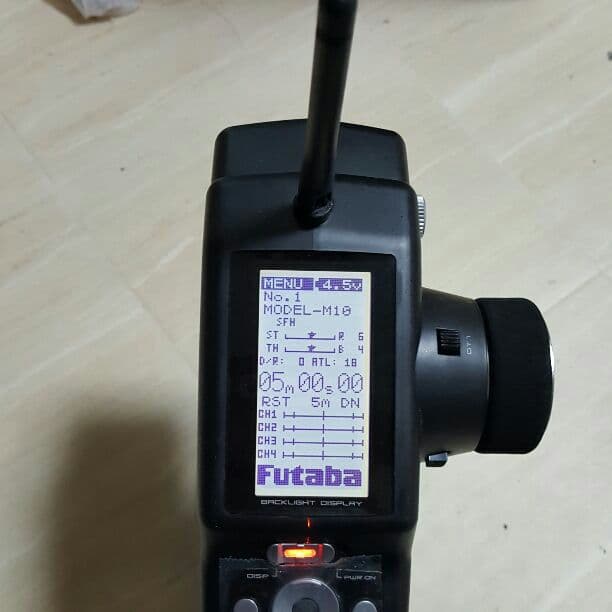 MENU 4.5v
No.1
MODEL-M10
SFH
ST R 6
TH B 4
D/R: 0 ATL: 18
05m00s00
RST 5m DN
CH1
CH2
CH3
CH4
Futaba
BACKLIGHT DISPLAY
DISP PWR ON
DT1